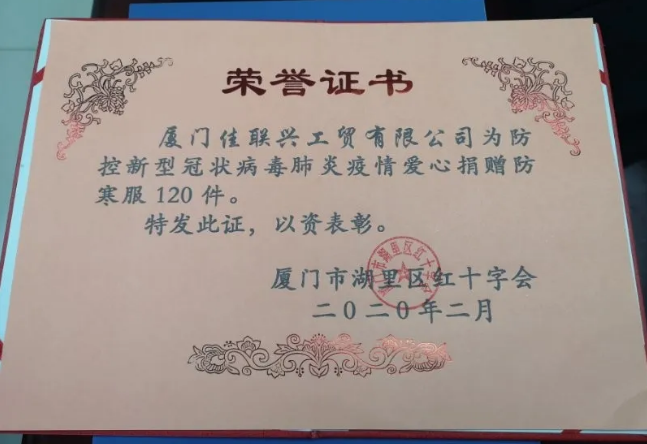 荣誉证书
厦门佳联兴工贸有限公司为防
控新型冠状病毒肺炎疫情爱心捐赠防
寒服120件。
特发此证，以资表彰。
厦门市湖里区红十字会
二〇二〇年二月